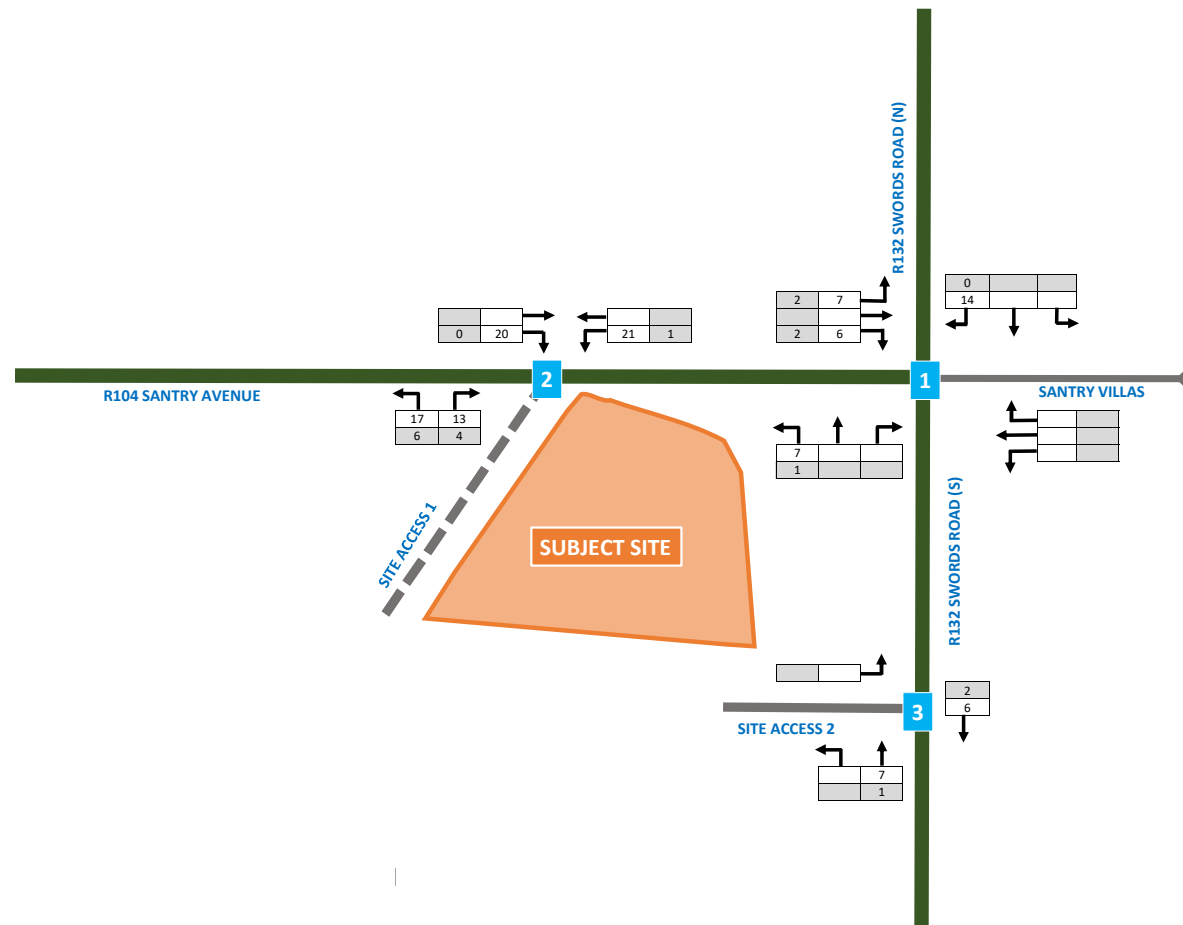 R132 SWORDS ROAD (N)
0
14
2 7
2 6
0 20
21 1
2
1
R104 SANTRY AVENUE
SANTRY VILLAS
17 13
6 4
7
1
SITE ACCESS 1
SUBJECT SITE
R132 SWORDS ROAD (S)
2
6
3
SITE ACCESS 2
7
1